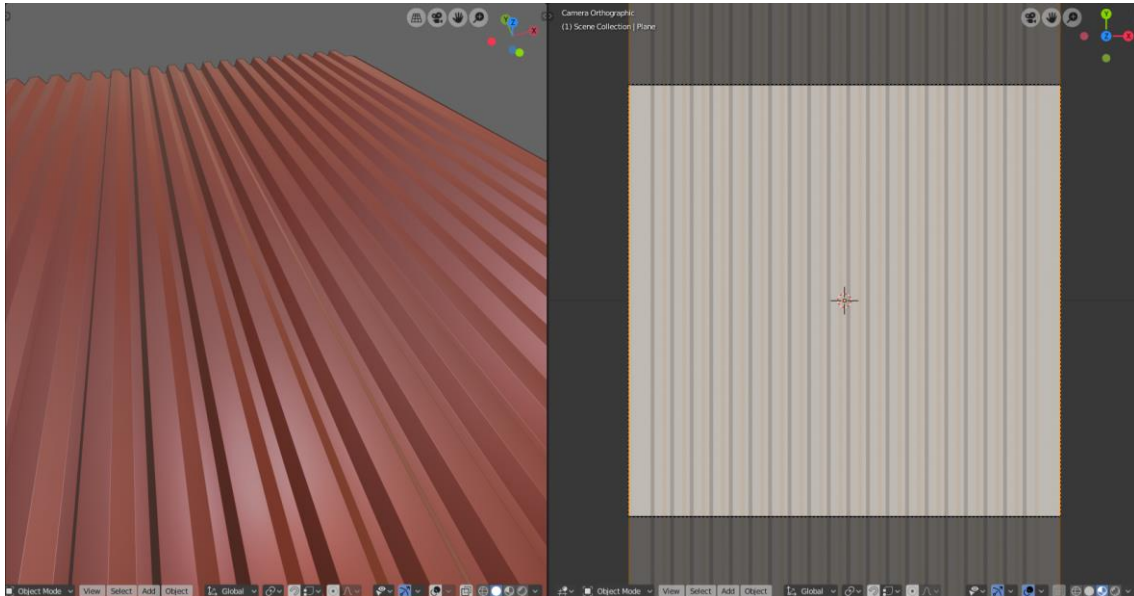 Z
Y
X
Camera Orthographic
(1) Scene Collection | Plane
Y
Z
X
Object Mode View Select Add Object Global
Object Mode View Select Add Object Global